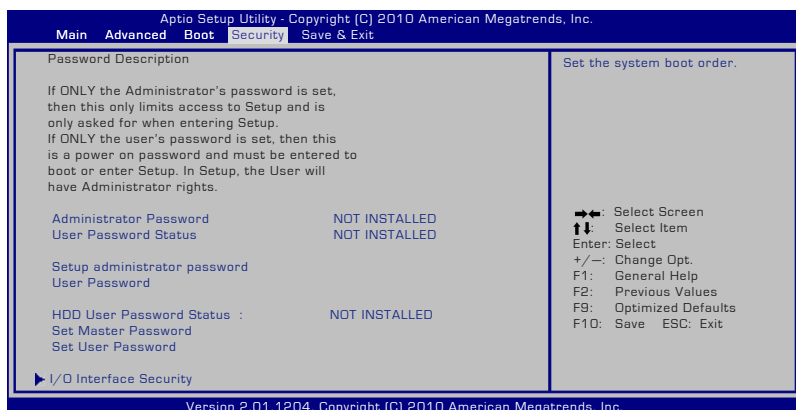 Aptio Setup Utility - Copyright (C) 2010 American Megatrends, Inc.
Main Advanced Boot Security Save & Exit
Password Description
If ONLY the Administrator's password is set,
then this only limits access to Setup and is
only asked for when entering Setup.
If ONLY the user's password is set, then this
is a power on password and must be entered to
boot or enter Setup. In Setup, the User will
have Administrator rights.
Administrator Password NOT INSTALLED
User Password Status NOT INSTALLED
Setup administrator password
User Password
HDD User Password Status : NOT INSTALLED
Set Master Password
Set User Password
I/O Interface Security
Set the system boot order.
→←: Select Screen
↑↓: Select Item
Enter: Select
+/—: Change Opt.
F1: General Help
F2: Previous Values
F9: Optimized Defaults
F10: Save ESC: Exit
Version 2.01.1204. Copyright (C) 2010 American Megatrends, Inc.